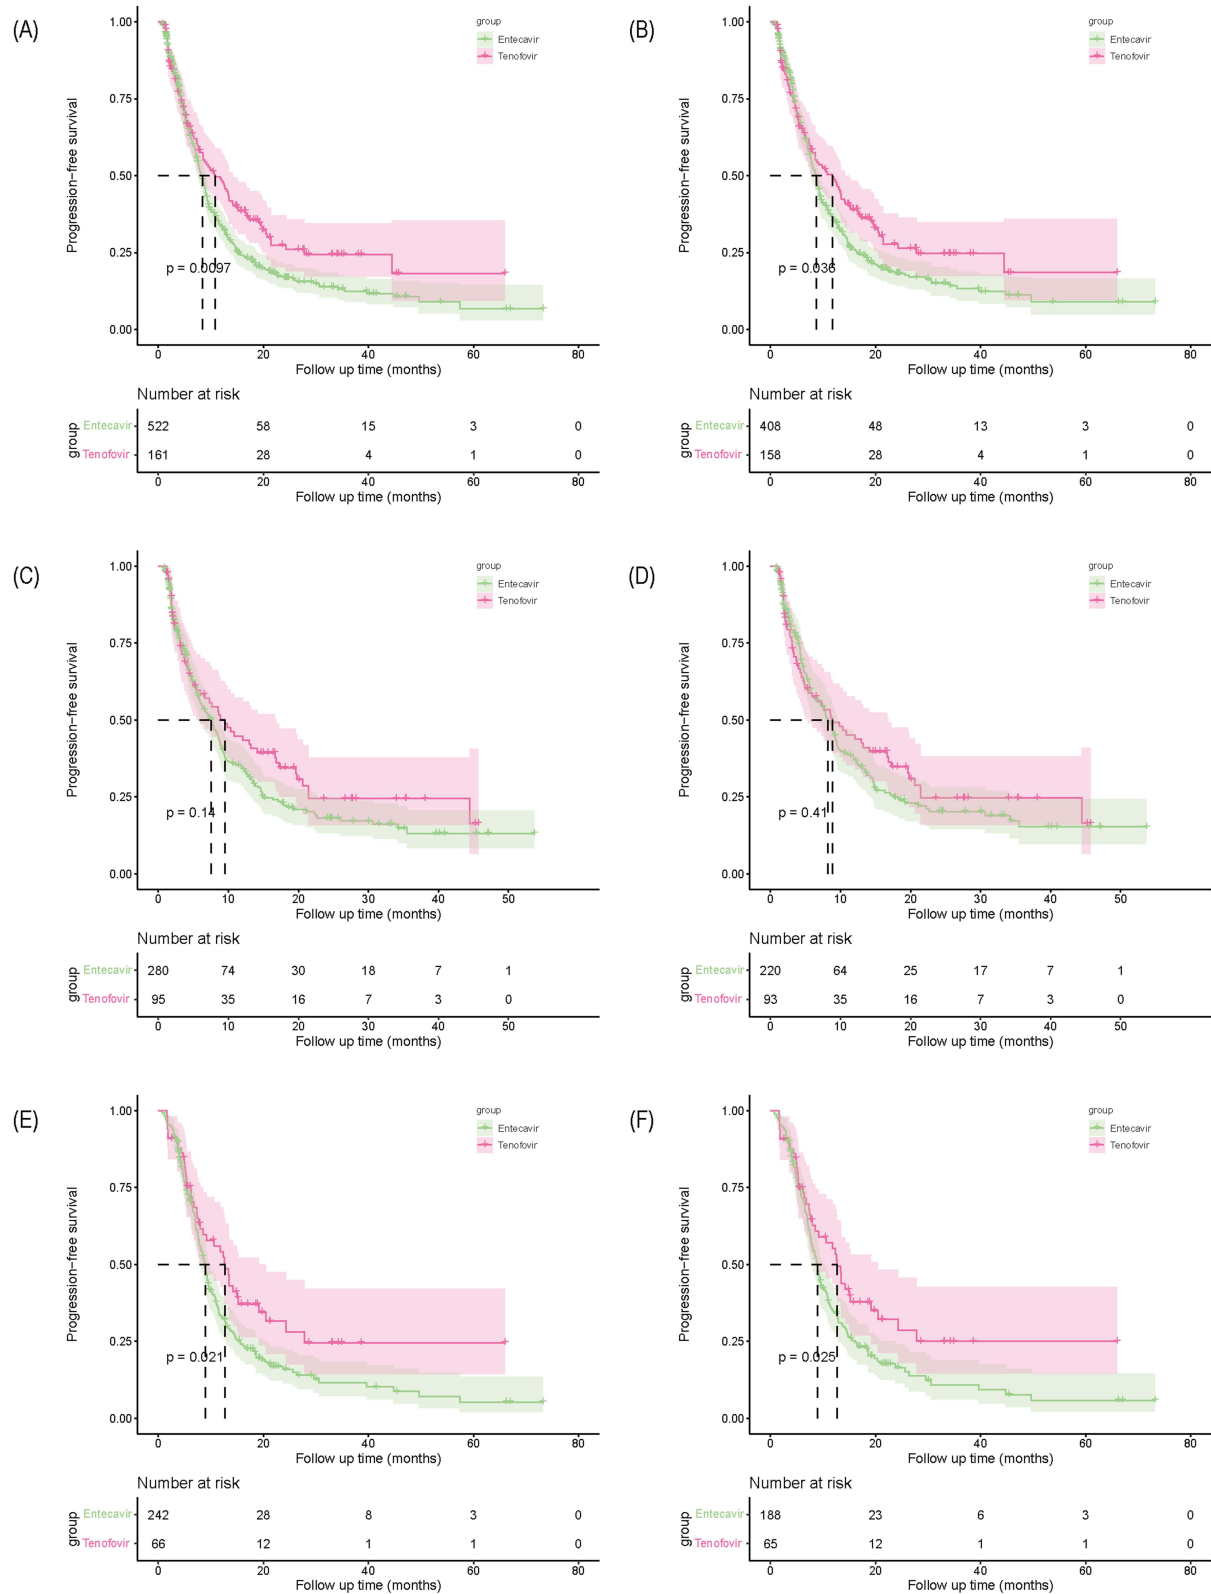 (A)
1.00
0.75
0.50
0.25
0.00
Progression−free survival
group
Entecavir
Tenofovir
p = 0.0097
0 20 40 60 80
Follow up time (months)
Number at risk
group
Entecavir 522 58 15 3 0
Tenofovir 161 28 4 1 0
0 20 40 60 80
Follow up time (months)
(B)
1.00
0.75
0.50
0.25
0.00
Progression−free survival
group
Entecavir
Tenofovir
p = 0.036
0 20 40 60 80
Follow up time (months)
Number at risk
group
Entecavir 408 48 13 3 0
Tenofovir 158 28 4 1 0
0 20 40 60 80
Follow up time (months)
(C)
1.00
0.75
0.50
0.25
0.00
Progression−free survival
group
Entecavir
Tenofovir
p = 0.14
0 10 20 30 40 50
Follow up time (months)
Number at risk
group
Entecavir 280 74 30 18 7 1
Tenofovir 95 35 16 7 3 0
0 10 20 30 40 50
Follow up time (months)
(D)
1.00
0.75
0.50
0.25
0.00
Progression−free survival
group
Entecavir
Tenofovir
p = 0.41
0 10 20 30 40 50
Follow up time (months)
Number at risk
group
Entecavir 220 64 25 17 7 1
Tenofovir 93 35 16 7 3 0
0 10 20 30 40 50
Follow up time (months)
(E)
1.00
0.75
0.50
0.25
0.00
Progression−free survival
group
Entecavir
Tenofovir
p = 0.021
0 20 40 60 80
Follow up time (months)
Number at risk
group
Entecavir 242 28 8 3 0
Tenofovir 66 12 1 1 0
0 20 40 60 80
Follow up time (months)
(F)
1.00
0.75
0.50
0.25
0.00
Progression−free survival
group
Entecavir
Tenofovir
p = 0.025
0 20 40 60 80
Follow up time (months)
Number at risk
group
Entecavir 188 23 6 3 0
Tenofovir 65 12 1 1 0
0 20 40 60 80
Follow up time (months)